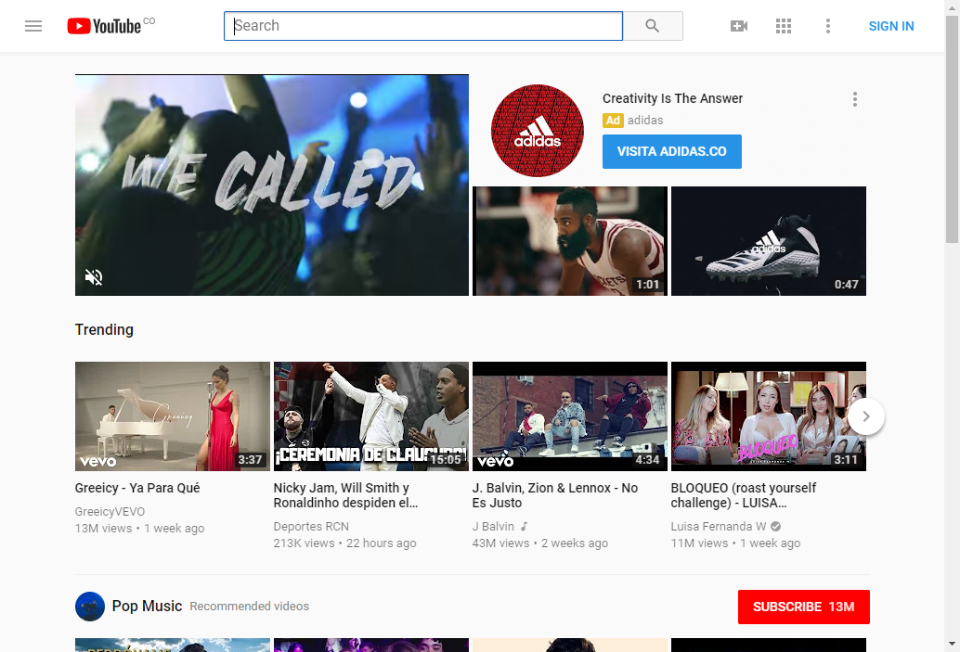 YouTube CO
Search
SIGN IN
WE CALLED
adidas
Creativity Is The Answer
Ad adidas
VISITA ADIDAS.CO
1:01
adidas
0:47
Trending
Greeicy
vevo
3:37
¡CEREMONIA DE CLAUSURA!
15:05
vevo
4:34
BLOQUEO
3:11
Greeicy - Ya Para Qué
GreeicyVEVO
13M views • 1 week ago
Nicky Jam, Will Smith y
Ronaldinho despiden el...
Deportes RCN
213K views • 22 hours ago
J. Balvin, Zion & Lennox - No
Es Justo
J Balvin
43M views • 2 weeks ago
BLOQUEO (roast yourself
challenge) - LUISA...
Luisa Fernanda W
11M views • 1 week ago
Pop Music Recommended videos
SUBSCRIBE 13M